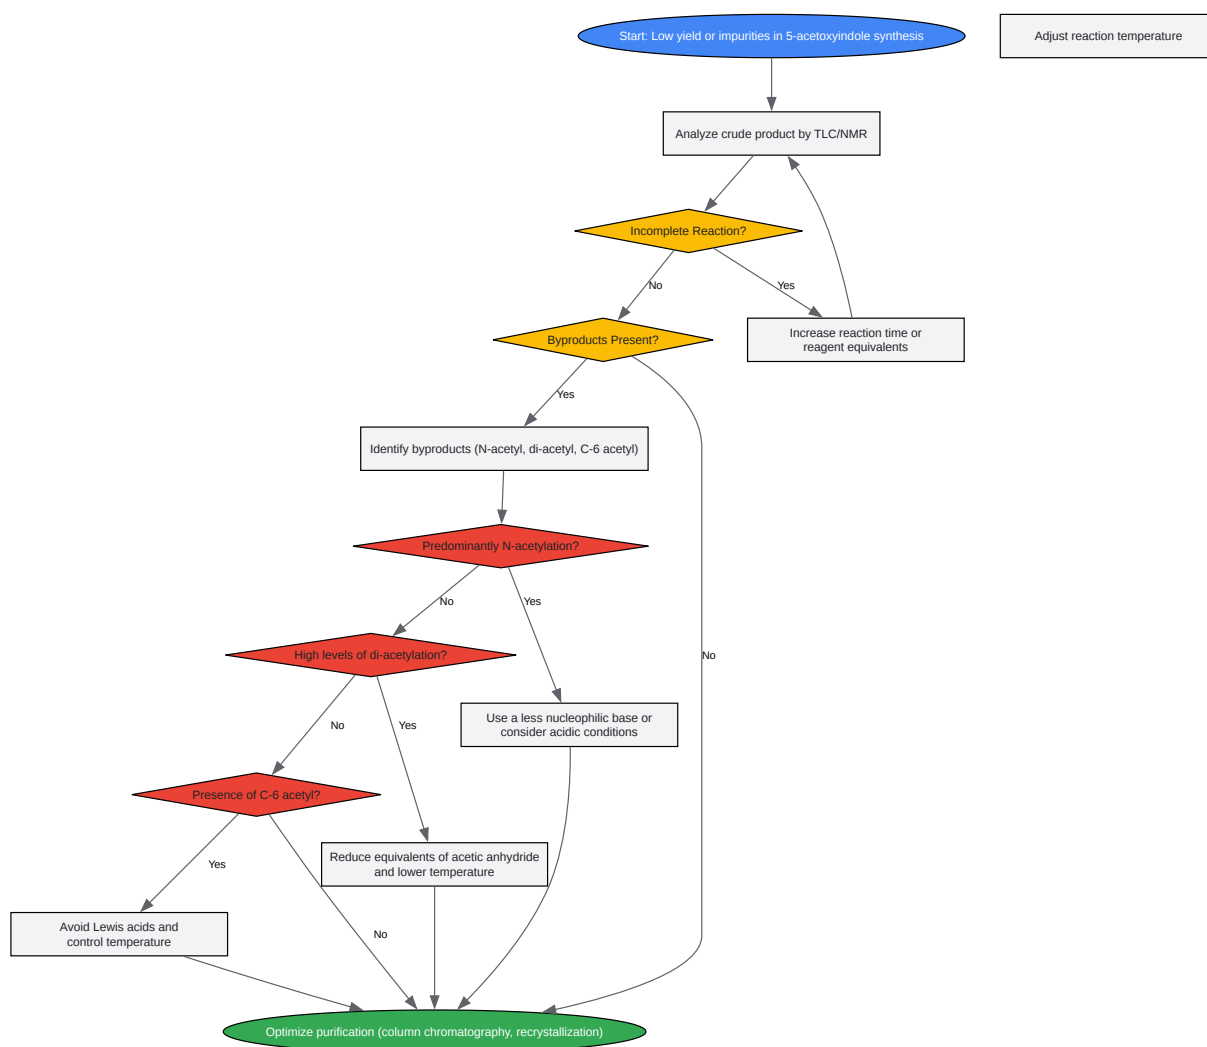 Start: Low yield or impurities in 5-acetoxyindole synthesis
Adjust reaction temperature
Analyze crude product by TLC/NMR
Incomplete Reaction?
No
Yes
Increase reaction time or
reagent equivalents
Byproducts Present?
Yes
No
Identify byproducts (N-acetyl, di-acetyl, C-6 acetyl)
Predominantly N-acetylation?
No
Yes
High levels of di-acetylation?
Use a less nucleophilic base or
consider acidic conditions
No
Yes
Presence of C-6 acetyl?
Yes
No
Reduce equivalents of acetic anhydride
and lower temperature
Avoid Lewis acids and
control temperature
Optimize purification (column chromatography, recrystallization)